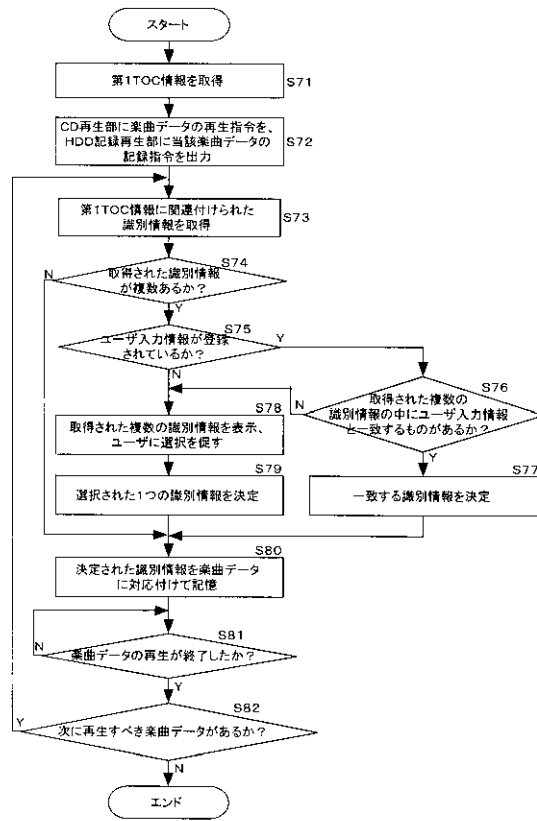 スタート
第1TOC情報を取得
S71
CD再生部に楽曲データの再生指令を、
HDD記録再生部に当該楽曲データの
記録指令を出力
S72
第1TOC情報に関連付けられた
識別情報を取得
S73
取得された識別情報
が複数あるか?
S74
N
Y
ユーザ入力情報が登録
されているか?
S75
Y
N
取得された複数の
識別情報の中にユーザ入力情報
と一致するものがあるか?
S76
N
Y
取得された複数の識別情報を表示、
ユーザに選択を促す
S78
一致する識別情報を決定
S77
選択された1つの識別情報を決定
S79
決定された識別情報を楽曲データ
に対応付けて記憶
S80
楽曲データの再生が終了したか?
S81
N
Y
次に再生すべき楽曲データがあるか?
S82
Y
N
エンド